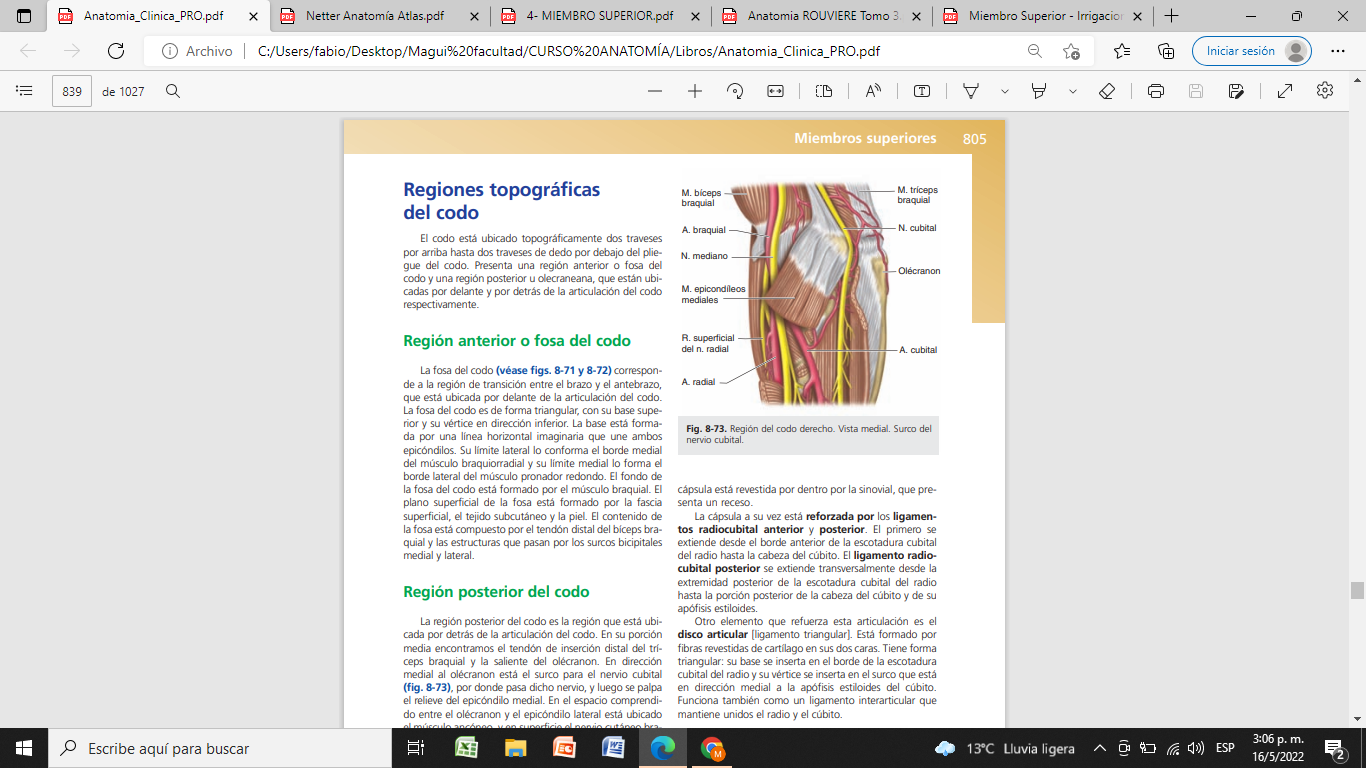 Anatomia_Clinica_PRO.pdf
Netter Anatomía Atlas.pdf
4- MIEMBRO SUPERIOR.pdf
Anatomia ROUVIERE Tomo 3.
Miembro Superior - Irrigacion
Archivo
C:/Users/fabio/Desktop/Magui%20facultad/CURSO%20ANATOMÍA/Libros/Anatomia_Clinica_PRO.pdf
Iniciar sesión
839 de 1027
Miembros superiores 805
Regiones topográficas
del codo
El codo está ubicado topográficamente dos traveses
por arriba hasta dos traveses de dedo por debajo del plie-
gue del codo. Presenta una región anterior o fosa del
codo y una región posterior u olecraneana, que están ubi-
cadas por delante y por detrás de la articulación del codo
respectivamente.
Región anterior o fosa del codo
La fosa del codo (véase figs. 8-71 y 8-72) correspon-
de a la región de transición entre el brazo y el antebrazo,
que está ubicada por delante de la articulación del codo.
La fosa del codo es de forma triangular, con su base supe-
rior y su vértice en dirección inferior. La base está forma-
da por una línea horizontal imaginaria que une ambos
epicóndilos. Su límite lateral lo conforma el borde medial
del músculo braquiorradial y su límite medial lo forma el
borde lateral del músculo pronador redondo. El fondo de
la fosa del codo está formado por el músculo braquial. El
plano superficial de la fosa está formado por la fascia
superficial, el tejido subcutáneo y la piel. El contenido de
la fosa está compuesto por el tendón distal del bíceps bra-
quial y las estructuras que pasan por los surcos bicipitales
medial y lateral.
Región posterior del codo
La región posterior del codo es la región que está ubi-
cada por detrás de la articulación del codo. En su porción
media encontramos el tendón de inserción distal del trí-
ceps braquial y la saliente del olécranon. En dirección
medial al olécranon está el surco para el nervio cubital
(fig. 8-73), por donde pasa dicho nervio, y luego se palpa
el relieve del epicóndilo medial. En el espacio comprendi-
do entre el olécranon y el epicóndilo lateral está ubicado
el músculo ancóneo, y en superficie el nervio cutáneo bra-
M. bíceps
braquial
A. braquial
N. mediano
M. epicondíleos
mediales
R. superficial
del n. radial
A. radial
M. tríceps
braquial
N. cubital
Olécranon
A. cubital
Fig. 8-73. Región del codo derecho. Vista medial. Surco del
nervio cubital.
cápsula está revestida por dentro por la sinovial, que pre-
senta un receso.
La cápsula a su vez está reforzada por los ligamen-
tos radiocubital anterior y posterior. El primero se
extiende desde el borde anterior de la escotadura cubital
del radio hasta la cabeza del cúbito. El ligamento radio-
cubital posterior se extiende transversalmente desde la
extremidad posterior de la escotadura cubital del radio
hasta la porción posterior de la cabeza del cúbito y de su
apófisis estiloides.
Otro elemento que refuerza esta articulación es el
disco articular [ligamento triangular]. Está formado por
fibras revestidas de cartílago en sus dos caras. Tiene forma
triangular: su base se inserta en el borde de la escotadura
cubital del radio y su vértice se inserta en el surco que está
en dirección medial a la apófisis estiloides del cúbito.
Funciona también como un ligamento interarticular que
mantiene unidos el radio y el cúbito.
Escribe aquí para buscar
13°C Lluvia ligera
ESP
3:06 p. m.
16/5/2022
2